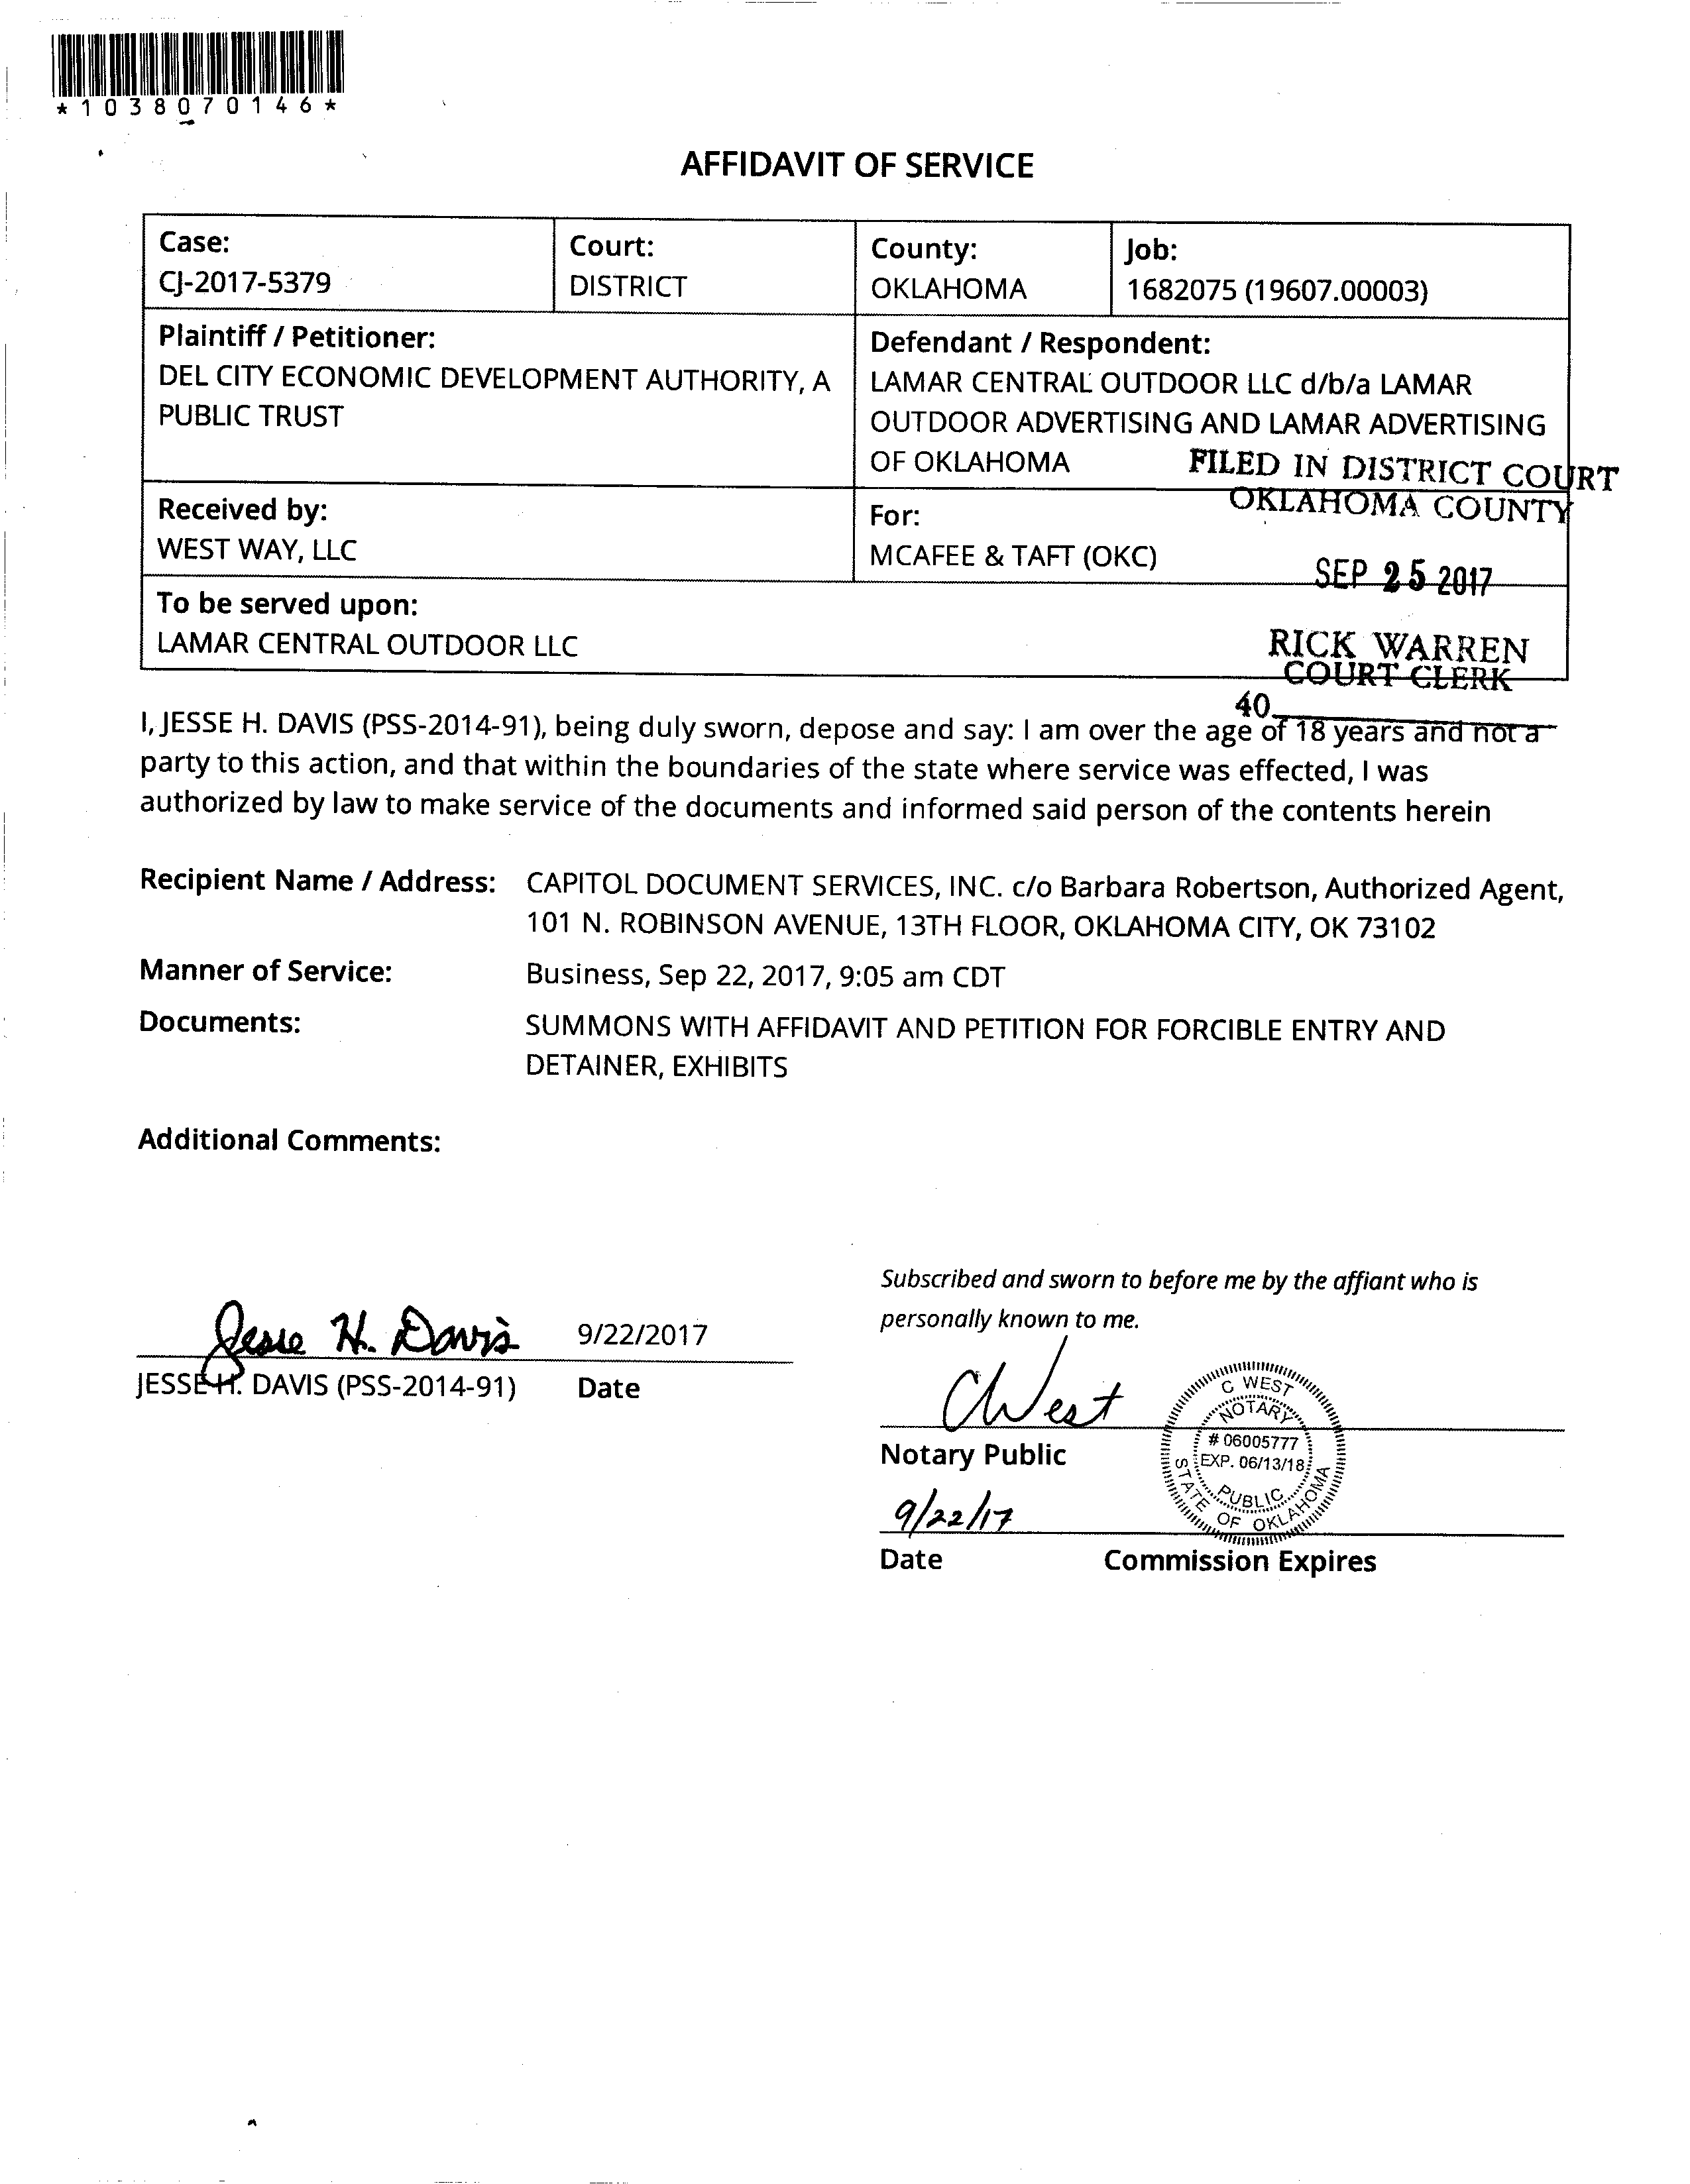 *1038070146*
AFFIDAVIT OF SERVICE
Case:
CJ-2017-5379
Court:
DISTRICT
County:
OKLAHOMA
Job:
1682075 (19607.00003)
Plaintiff / Petitioner:
DEL CITY ECONOMIC DEVELOPMENT AUTHORITY, A
PUBLIC TRUST
Defendant / Respondent:
LAMAR CENTRAL OUTDOOR LLC d/b/a LAMAR
OUTDOOR ADVERTISING AND LAMAR ADVERTISING
OF OKLAHOMA
FILED IN DISTRICT COURT
OKLAHOMA COUNTY
Received by:
WEST WAY, LLC
For:
MCAFEE & TAFT (OKC)
SEP 25 2017
To be served upon:
LAMAR CENTRAL OUTDOOR LLC
RICK WARREN
COURT CLERK
40
I, JESSE H. DAVIS (PSS-2014-91), being duly sworn, depose and say: I am over the age of 18 years and not a
party to this action, and that within the boundaries of the state where service was effected, I was
authorized by law to make service of the documents and informed said person of the contents herein
Recipient Name / Address: CAPITOL DOCUMENT SERVICES, INC. c/o Barbara Robertson, Authorized Agent,
101 N. ROBINSON AVENUE, 13TH FLOOR, OKLAHOMA CITY, OK 73102
Manner of Service: Business, Sep 22, 2017, 9:05 am CDT
Documents: SUMMONS WITH AFFIDAVIT AND PETITION FOR FORCIBLE ENTRY AND
DETAINER, EXHIBITS
Additional Comments:
Jesse H. Davis 9/22/2017
JESSE H. DAVIS (PSS-2014-91) Date
Subscribed and sworn to before me by the affiant who is
personally known to me.
CWest
Notary Public
C WEST
NOTARY
# 06005777
EXP. 06/13/18
PUBLIC
STATE OF OKLAHOMA
9/22/17
Date Commission Expires